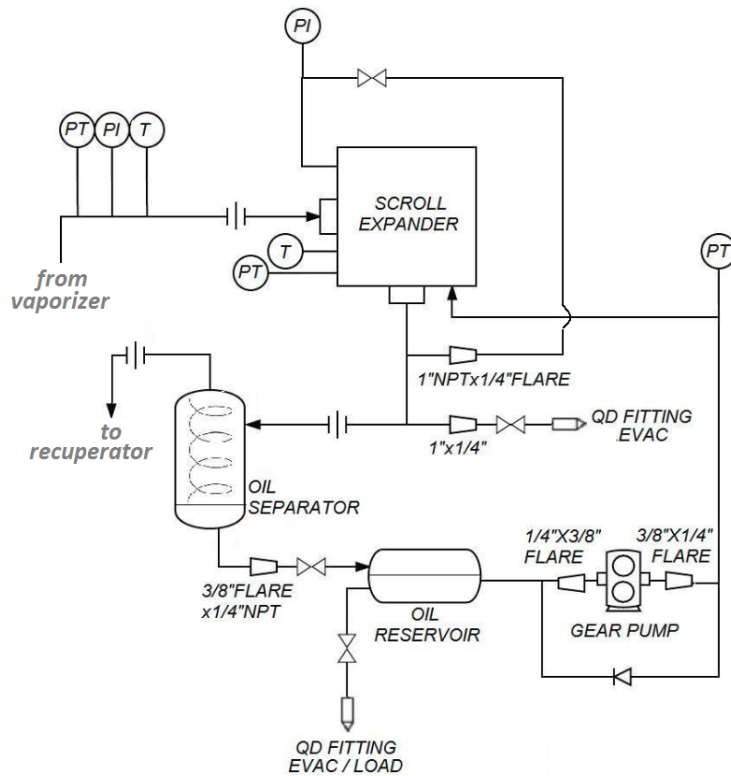 PI
PT
PI
T
SCROLL
EXPANDER
T
PT
PT
from
vaporizer
1"NPTx1/4"FLARE
to
recuperator
1"x1/4"
QD FITTING
.EVAC
OIL
SEPARATOR
1/4"X3/8"
FLARE
3/8"X1/4"
FLARE
3/8"FLARE
x1/4"NPT
OIL
RESERVOIR
GEAR PUMP
QD FITTING
EVAC / LOAD